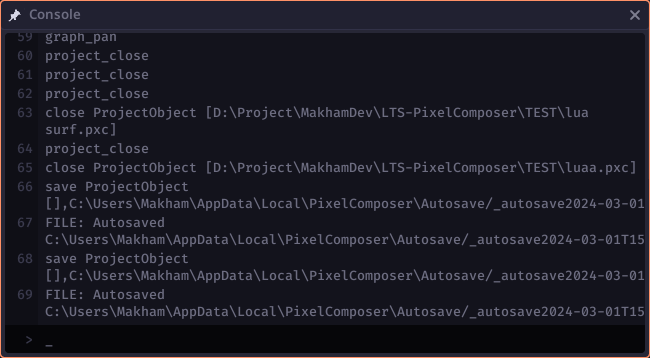 Console
59 graph_pan
60 project_close
61 project_close
62 project_close
63 close ProjectObject [D:\Project\MakhamDev\LTS-PixelComposer\TEST\lua
surf.pxc]
64 project_close
65 close ProjectObject [D:\Project\MakhamDev\LTS-PixelComposer\TEST\luaa.pxc]
66 save ProjectObject
[],C:\Users\Makham\AppData\Local\PixelComposer\Autosave/_autosave2024-03-01
67 FILE: Autosaved
C:\Users\Makham\AppData\Local\PixelComposer\Autosave/_autosave2024-03-01T15
68 save ProjectObject
[],C:\Users\Makham\AppData\Local\PixelComposer\Autosave/_autosave2024-03-01
69 FILE: Autosaved
C:\Users\Makham\AppData\Local\PixelComposer\Autosave/_autosave2024-03-01T15
> _